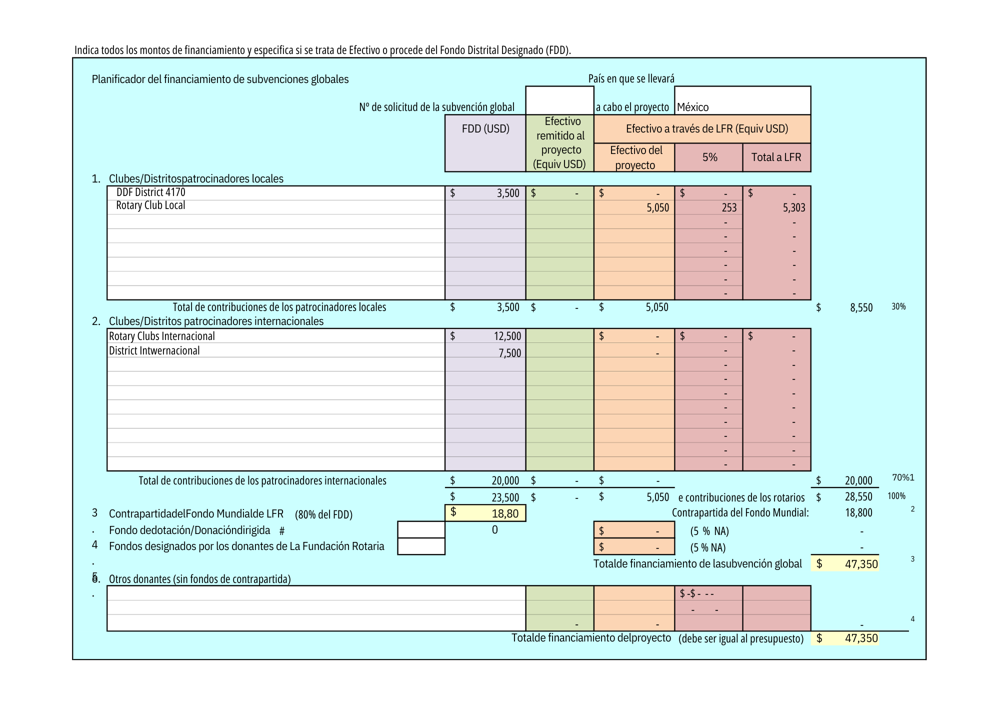 Indica todos los montos de financiamiento y especifica si se trata de Efectivo o procede del Fondo Distrital Designado (FDD).
Planificador del financiamiento de subvenciones globales
País en que se llevará
Nº de solicitud de la subvención global
a cabo el proyecto México
FDD (USD)
Efectivo
remitido al
proyecto
(Equiv USD)
Efectivo a través de LFR (Equiv USD)
Efectivo del
proyecto
5%
Total a LFR
1. Clubes/Distritospatrocinadores locales
DDF District 4170 $ 3,500 $ - $ - $ - $ -
Rotary Club Local 5,050 253 5,303
- -
- -
- -
- -
- -
- -
Total de contribuciones de los patrocinadores locales $ 3,500 $ - $ 5,050 $ 8,550 30%
2. Clubes/Distritos patrocinadores internacionales
Rotary Clubs Internacional $ 12,500 $ - $ - $ -
District Intwernacional 7,500 - - -
- -
- -
- -
- -
- -
- -
- -
- -
Total de contribuciones de los patrocinadores internacionales $ 20,000 $ - $ - $ 20,000 70%1
$ 23,500 $ - $ 5,050 e contribuciones de los rotarios $ 28,550 100%
3 ContrapartidadelFondo Mundialde LFR (80% del FDD) $ 18,80 Contrapartida del Fondo Mundial: 18,800 2
. Fondo dedotación/Donacióndirigida # 0 $ - (5 % NA) -
4 Fondos designados por los donantes de La Fundación Rotaria $ - (5 % NA) -
. Totalde financiamiento de lasubvención global $ 47,350 3
5
6. Otros donantes (sin fondos de contrapartida)
. $ -$ - - -
- -
- - - 4
Totalde financiamiento delproyecto (debe ser igual al presupuesto) $ 47,350